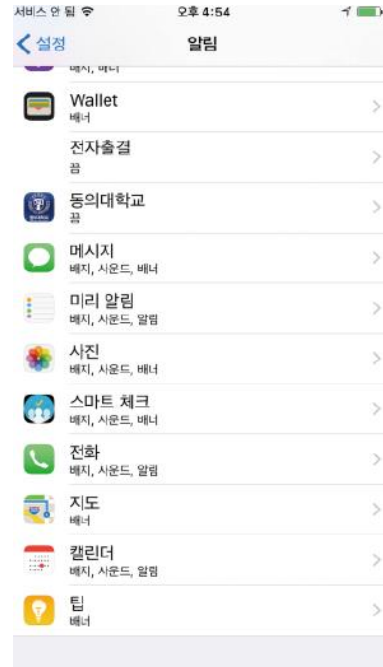 서비스 안 됨
오후 4:54
설정
알림
배지, 배너
Wallet
배너
전자출결
끔
동의대학교
끔
메시지
배지, 사운드, 배너
미리 알림
배지, 사운드, 알림
사진
배지, 사운드, 배너
스마트 체크
배지, 사운드, 배너
전화
배지, 사운드, 알림
지도
배너
캘린더
배지, 사운드, 알림
팁
배너